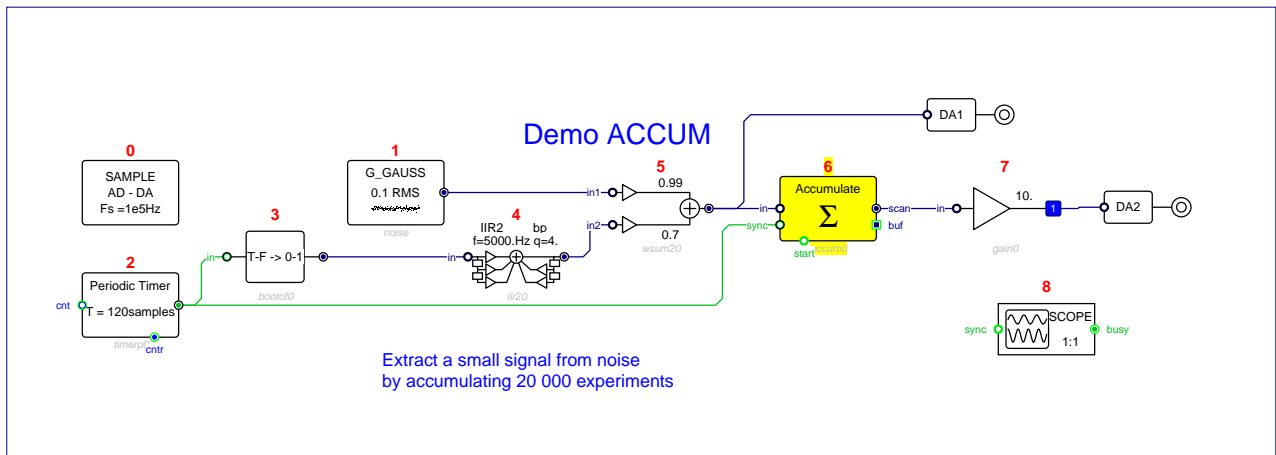 Demo ACCUM
0
SAMPLE
AD - DA
Fs =1e5Hz
1
G_GAUSS
0.1 RMS
noise
2
Periodic Timer
T = 120samples
cnt
cntr
3
in
T-F -> 0-1
bootof0
4
IIR2 bp
f=5000.Hz q=4.
in
iir20
5
in1
0.99
in2
0.7
wsum20
6
Accumulate
Σ
in
sync
scan
buf
start
7
in
10.
gain0
1
DA1
DA2
8
SCOPE
1:1
sync
busy
Extract a small signal from noise
by accumulating 20 000 experiments